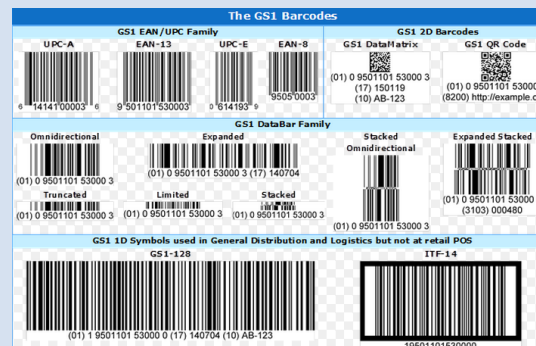 The GS1 Barcodes
GS1 EAN/UPC Family
GS1 2D Barcodes
UPC-A
EAN-13
UPC-E
EAN-8
GS1 DataMatrix
GS1 QR Code
6 14141 00003 6
9 501101 530003
0 614193 9
9505 0003
(01) 0 9501101 53000 3
(17) 150119
(10) AB-123
(01) 0 9501101 53000
(8200) http://example.c
GS1 DataBar Family
Omnidirectional
Expanded
Stacked
Omnidirectional
Expanded Stacked
(01) 0 9501101 53000 3
(01) 0 9501101 53000 3 (17) 140704
Truncated
Limited
Stacked
(01) 0 9501101 53000 3
(01) 0 9501101 53000 3
(01) 0 9501101 53000 3
(01) 0 9501101 53000 3
(01) 0 9501101 53000 3
(3103) 000480
GS1 1D Symbols used in General Distribution and Logistics but not at retail POS
GS1-128
ITF-14
(01) 1 9501101 53000 0 (17) 140704 (10) AB-123
19501101530000